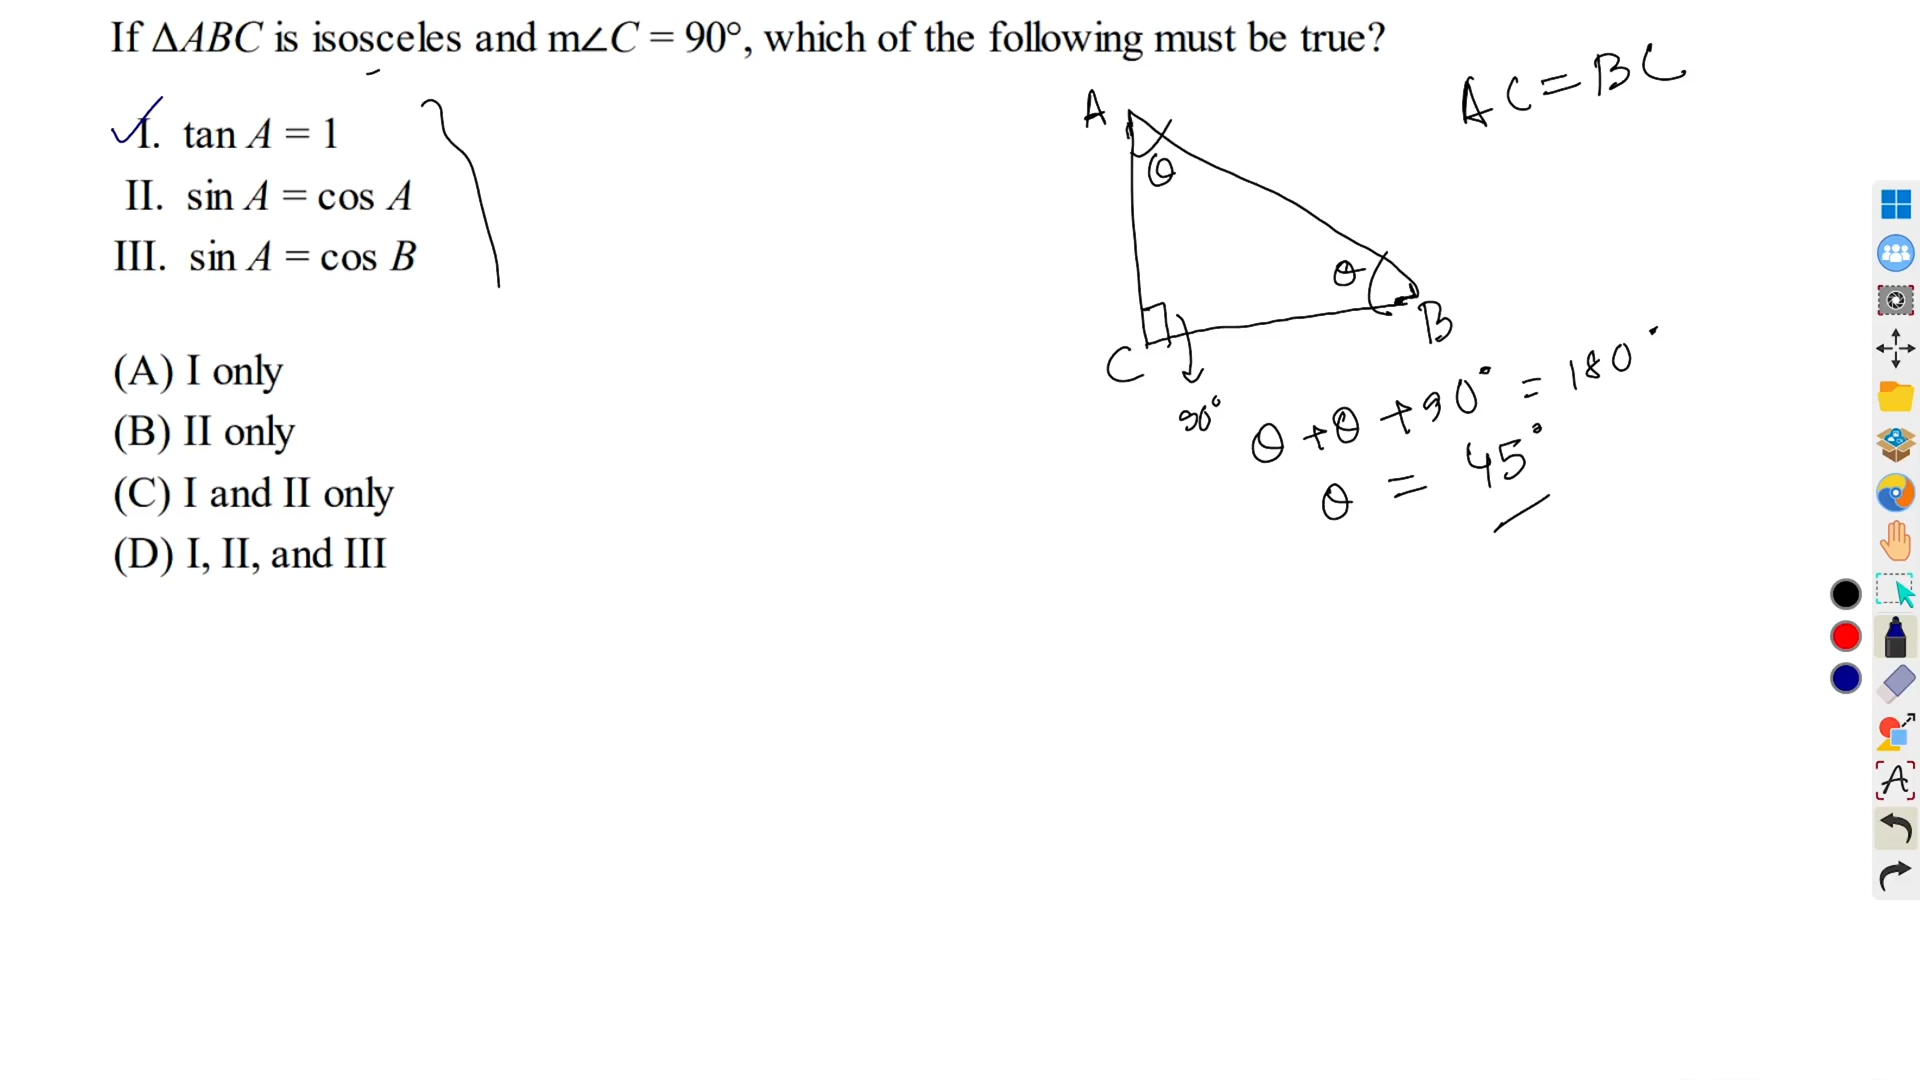 If ΔABC is isosceles and m∠C = 90°, which of the following must be true?
I. tan A = 1
II. sin A = cos A
III. sin A = cos B
(A) I only
(B) II only
(C) I and II only
(D) I, II, and III
AC = BC
A
θ
θ
B
C
90°
θ + θ + 90° = 180°
θ = 45°